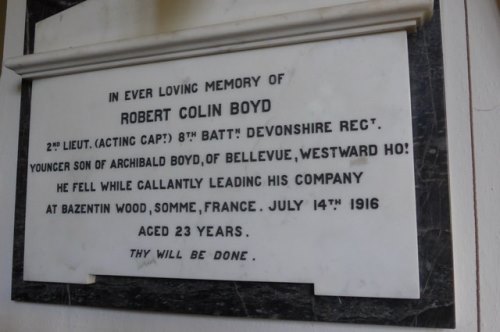 IN EVER LOVING MEMORY OF
ROBERT COLIN BOYD
2ND LIEUT. (ACTING CAPT) 8TH BATTN DEVONSHIRE REGT.
YOUNGER SON OF ARCHIBALD BOYD, OF BELLEVUE, WESTWARD HO!
HE FELL WHILE GALLANTLY LEADING HIS COMPANY
AT BAZENTIN WOOD, SOMME, FRANCE. JULY 14TH 1916
AGED 23 YEARS.
THY WILL BE DONE.